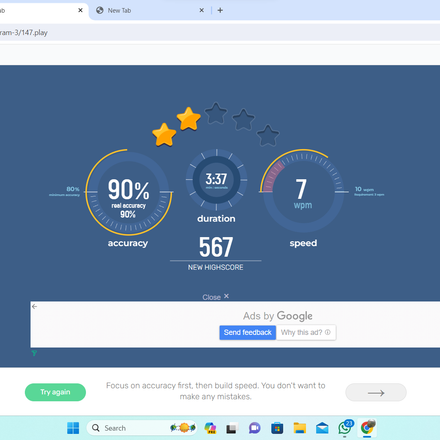 ab
New Tab
ram-3/147.play
80%
minimum accuracy
90%
real accuracy
90%
accuracy
3:37
duration
567
NEW HIGHSCORE
7
wpm
speed
10
Close X
Ads by Google
Send feedback
Why this ad?
Try again
Focus on accuracy first, then build speed. You don't want to
make any mistakes.
Search
23